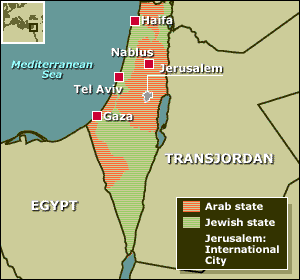 Haifa
Nablus
Mediterranean
Sea
Jerusalem
Tel Aviv
Gaza
TRANSJORDAN
EGYPT
Arab state
Jewish state
Jerusalem:
International
City